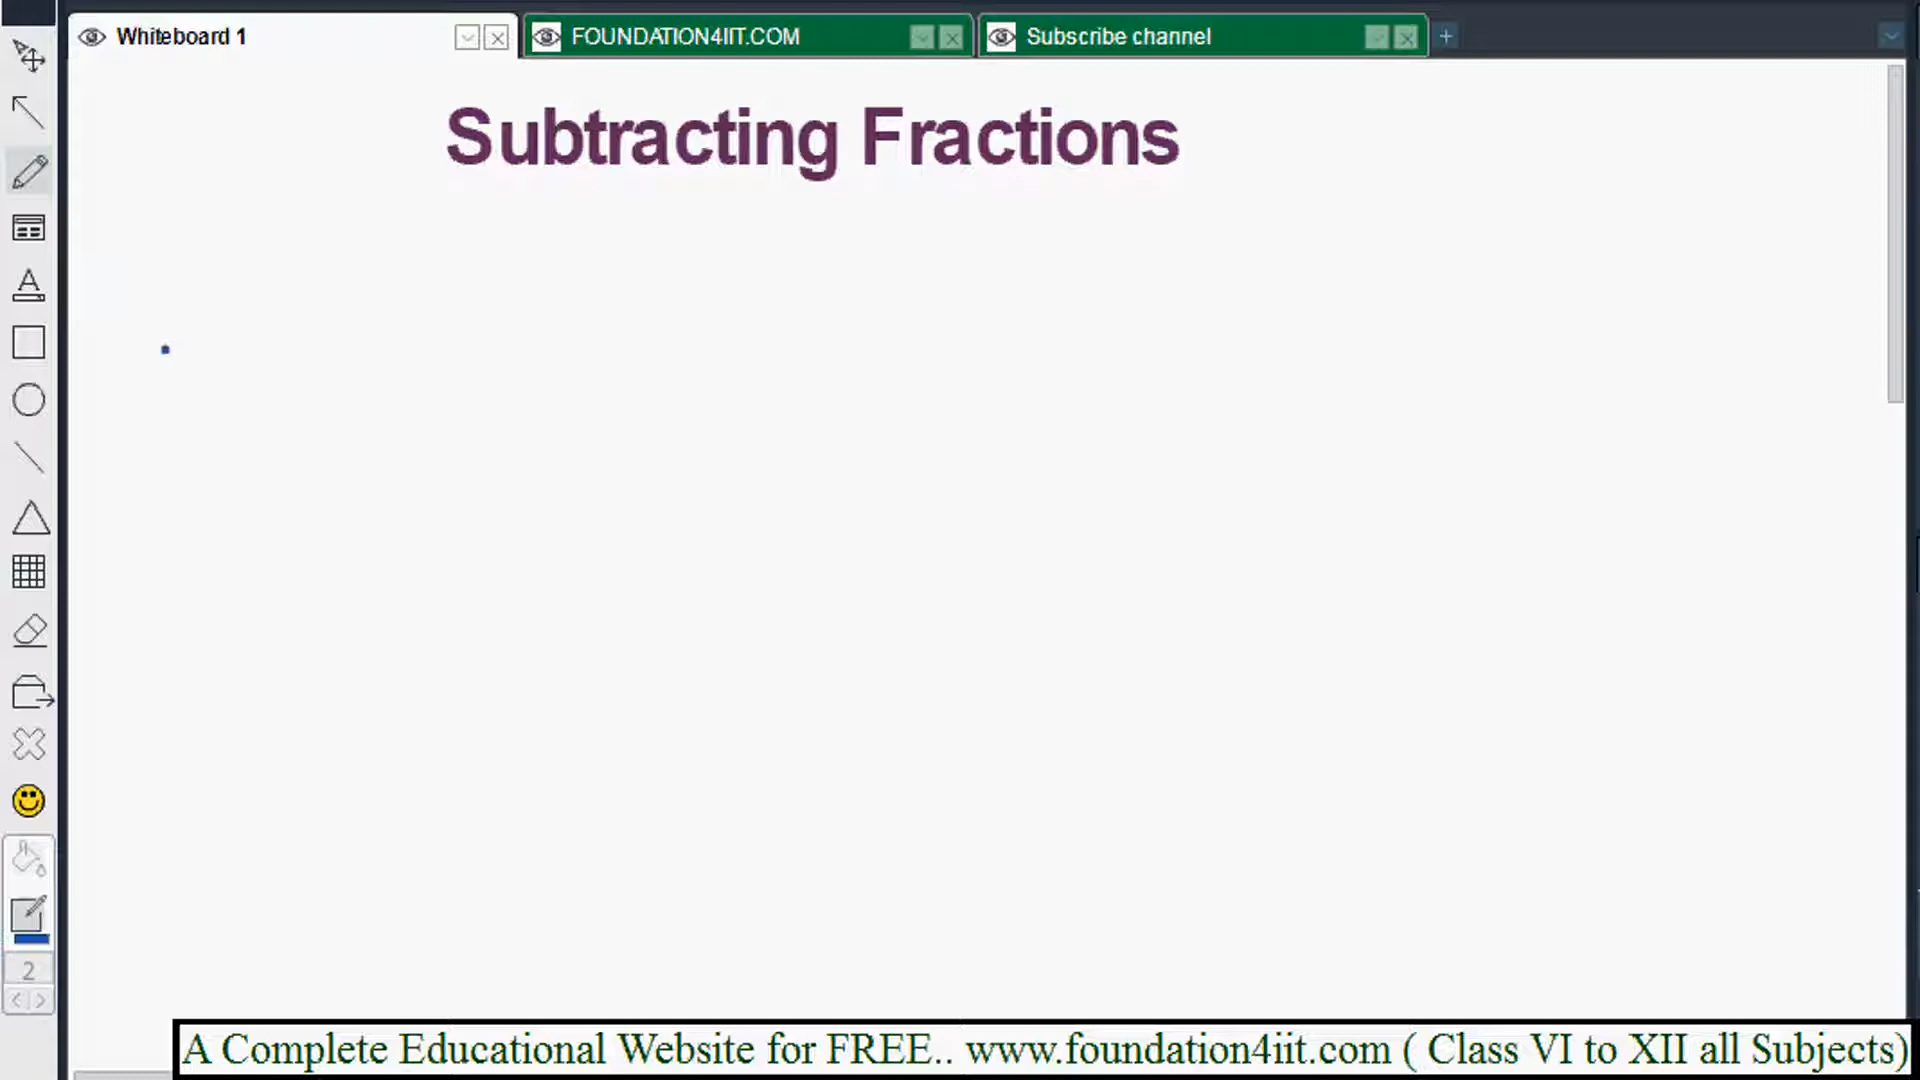 Whiteboard 1
FOUNDATION4IIT.COM
Subscribe channel
Subtracting Fractions
2
A Complete Educational Website for FREE.. www.foundation4iit.com ( Class VI to XII all Subjects)